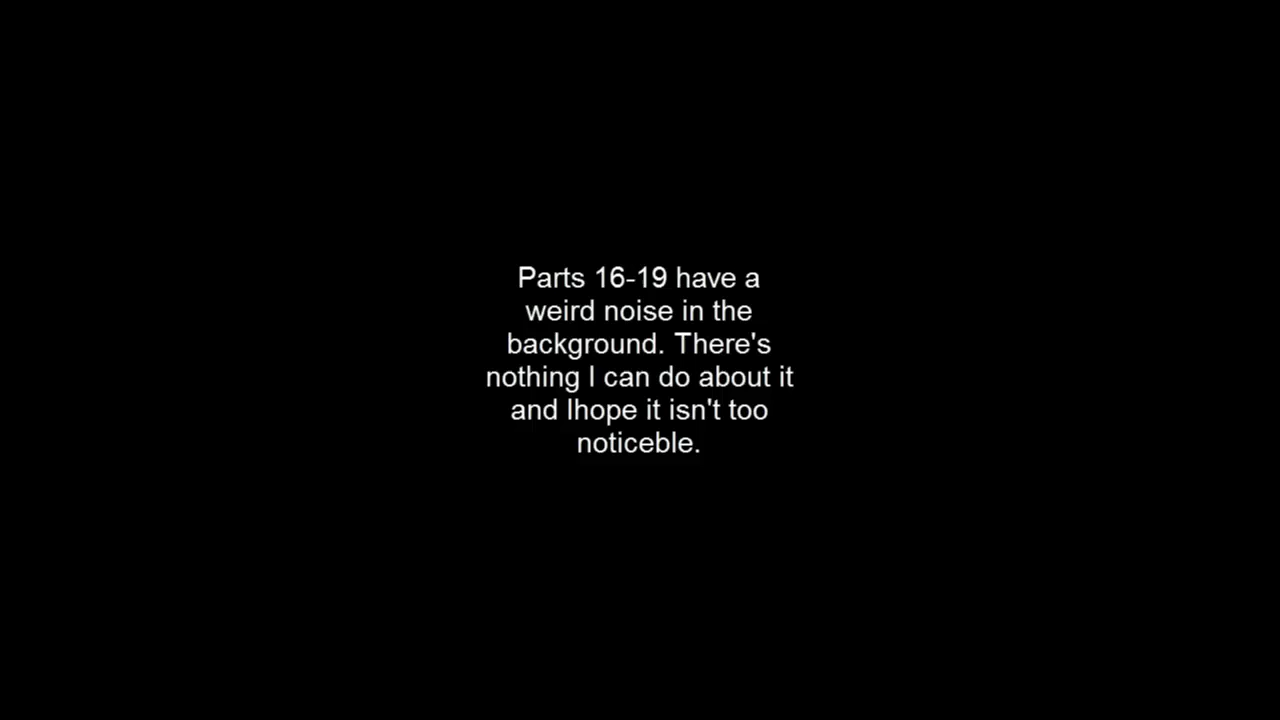 Parts 16-19 have a
weird noise in the
background. There's
nothing I can do about it
and Ihope it isn't too
noticeble.